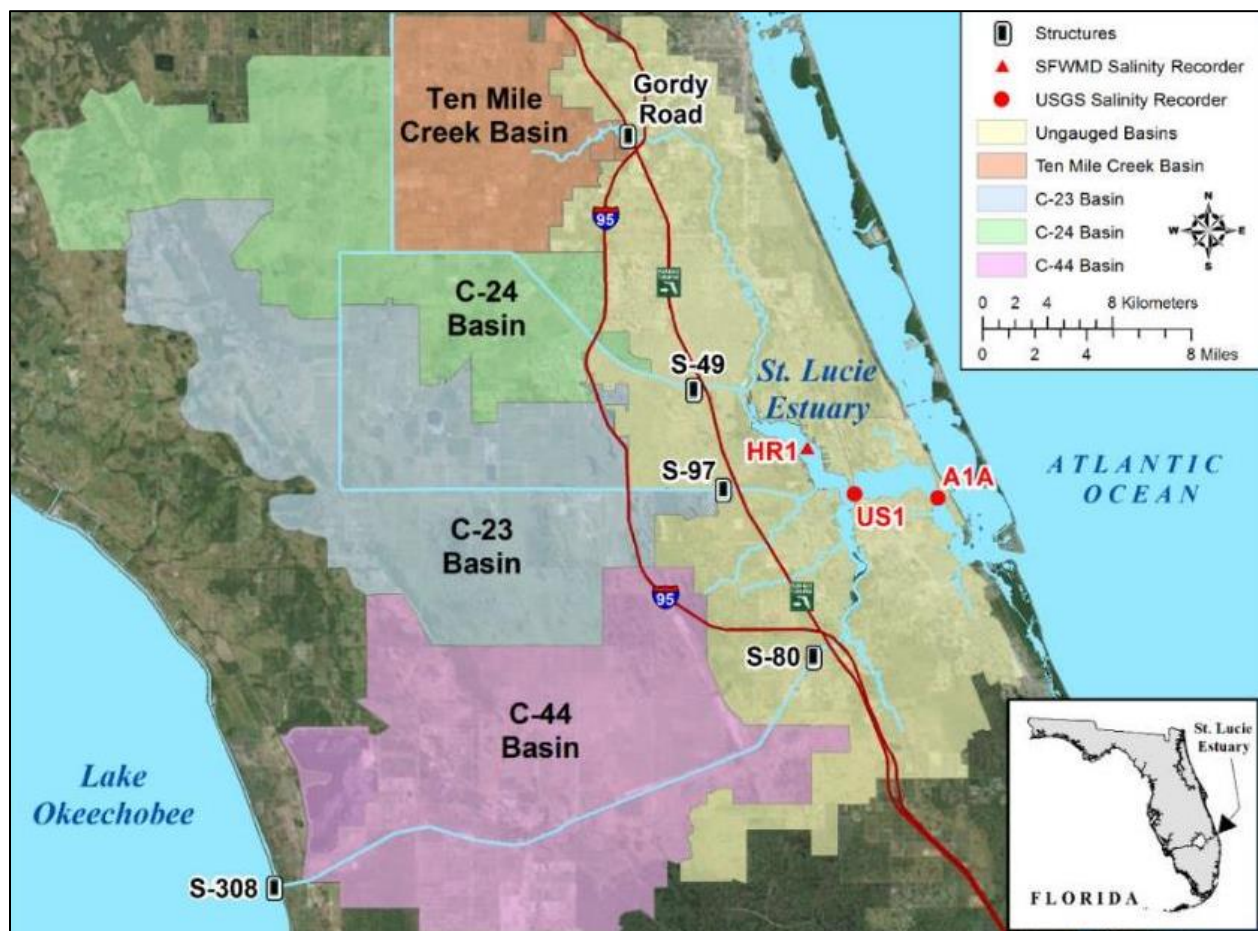 Structures
SFWMD Salinity Recorder
USGS Salinity Recorder
Ungauged Basins
Ten Mile Creek Basin
C-23 Basin
C-24 Basin
C-44 Basin
N
W E
S
0 2 4 8 Kilometers
0 2 4 8 Miles
Gordy
Road
Ten Mile
Creek Basin
95
C-24
Basin
S-49
St. Lucie
Estuary
HR1
S-97
A1A
US1
ATLANTIC
OCEAN
C-23
Basin
95
S-80
C-44
Basin
Lake
Okeechobee
S-308
St. Lucie
Estuary
FLORIDA